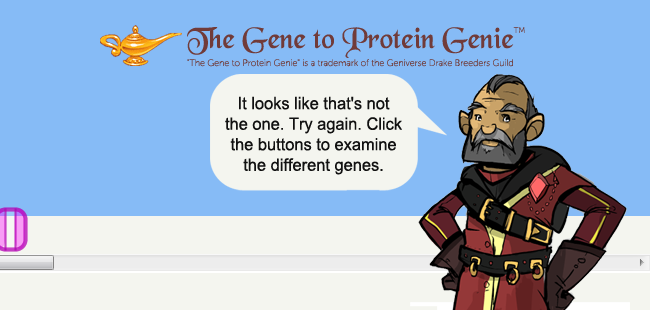 The Gene to Protein Genie™
"The Gene to Protein Genie" is a trademark of the Geniverse Drake Breeders Guild
It looks like that's not
the one. Try again. Click
the buttons to examine
the different genes.